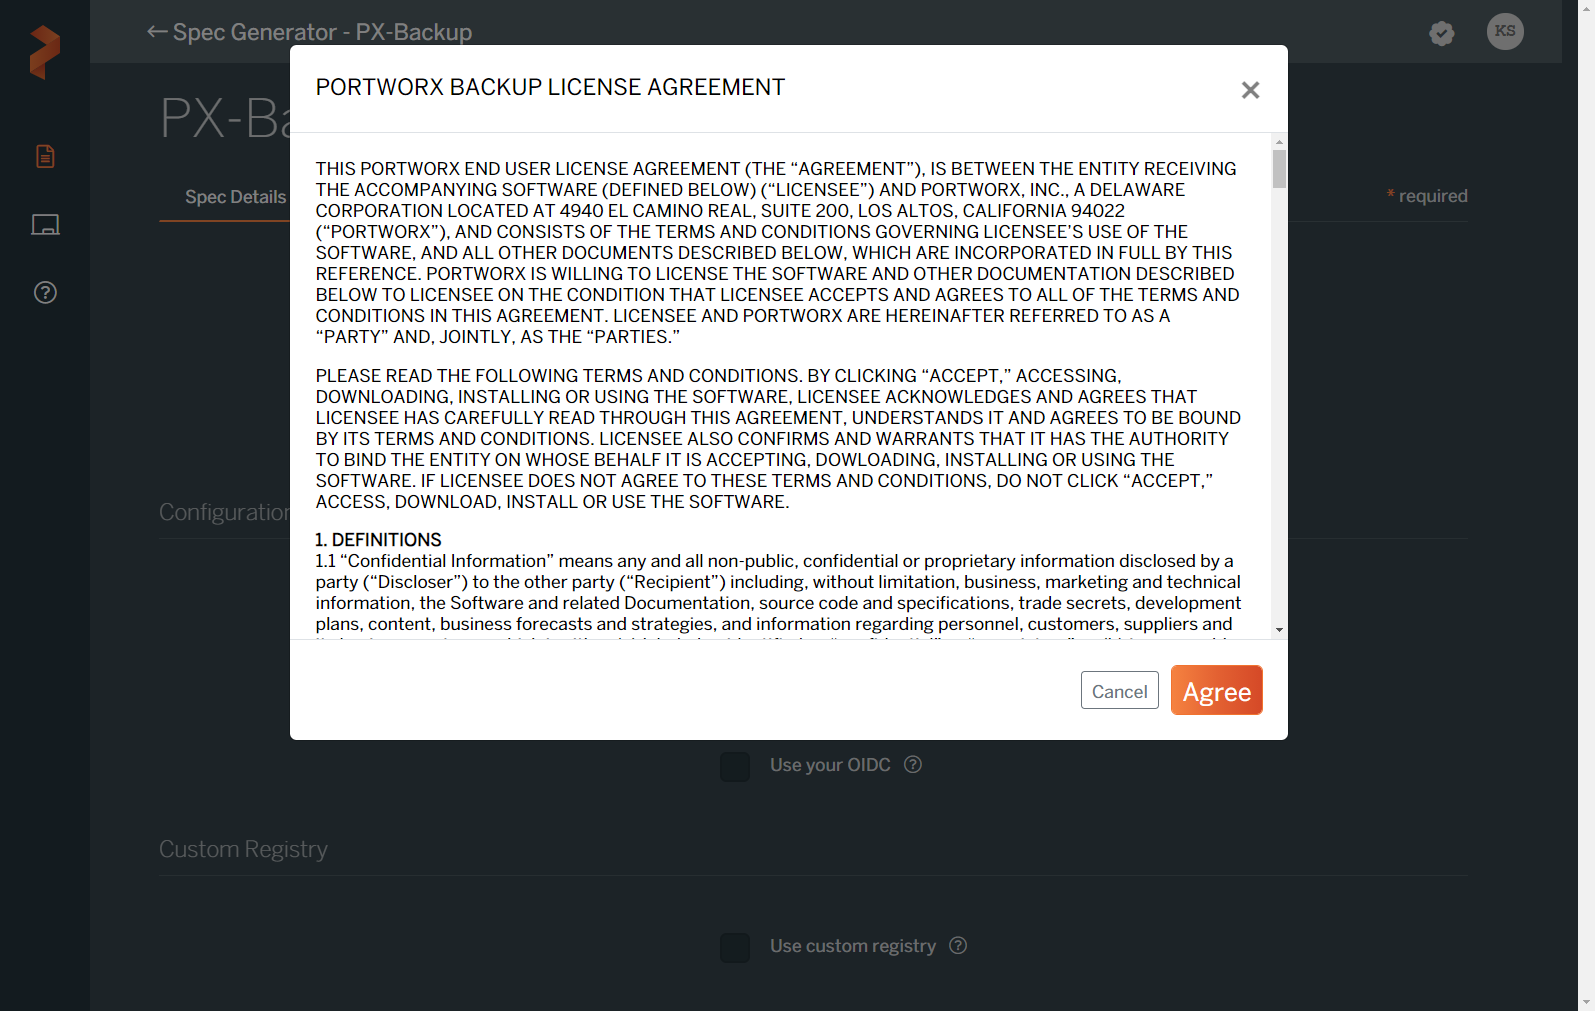 Spec Generator - PX-Backup
KS
PX-Ba
Spec Details
* required
PORTWORX BACKUP LICENSE AGREEMENT
THIS PORTWORX END USER LICENSE AGREEMENT (THE “AGREEMENT”), IS BETWEEN THE ENTITY RECEIVING
THE ACCOMPANYING SOFTWARE (DEFINED BELOW) (“LICENSEE”) AND PORTWORX, INC., A DELAWARE
CORPORATION LOCATED AT 4940 EL CAMINO REAL, SUITE 200, LOS ALTOS, CALIFORNIA 94022
(“PORTWORX”), AND CONSISTS OF THE TERMS AND CONDITIONS GOVERNING LICENSEE’S USE OF THE
SOFTWARE, AND ALL OTHER DOCUMENTS DESCRIBED BELOW, WHICH ARE INCORPORATED IN FULL BY THIS
REFERENCE. PORTWORX IS WILLING TO LICENSE THE SOFTWARE AND OTHER DOCUMENTATION DESCRIBED
BELOW TO LICENSEE ON THE CONDITION THAT LICENSEE ACCEPTS AND AGREES TO ALL OF THE TERMS AND
CONDITIONS IN THIS AGREEMENT. LICENSEE AND PORTWORX ARE HEREINAFTER REFERRED TO AS A
“PARTY” AND, JOINTLY, AS THE “PARTIES.”
PLEASE READ THE FOLLOWING TERMS AND CONDITIONS. BY CLICKING “ACCEPT,” ACCESSING,
DOWNLOADING, INSTALLING OR USING THE SOFTWARE, LICENSEE ACKNOWLEDGES AND AGREES THAT
LICENSEE HAS CAREFULLY READ THROUGH THIS AGREEMENT, UNDERSTANDS IT AND AGREES TO BE BOUND
BY ITS TERMS AND CONDITIONS. LICENSEE ALSO CONFIRMS AND WARRANTS THAT IT HAS THE AUTHORITY
TO BIND THE ENTITY ON WHOSE BEHALF IT IS ACCEPTING, DOWLOADING, INSTALLING OR USING THE
SOFTWARE. IF LICENSEE DOES NOT AGREE TO THESE TERMS AND CONDITIONS, DO NOT CLICK “ACCEPT,”
ACCESS, DOWNLOAD, INSTALL OR USE THE SOFTWARE.
1. DEFINITIONS
1.1 “Confidential Information” means any and all non-public, confidential or proprietary information disclosed by a
party (“Discloser”) to the other party (“Recipient”) including, without limitation, business, marketing and technical
information, the Software and related Documentation, source code and specifications, trade secrets, development
plans, content, business forecasts and strategies, and information regarding personnel, customers, suppliers and
Cancel
Agree
Configuration
Use your OIDC
Custom Registry
Use custom registry